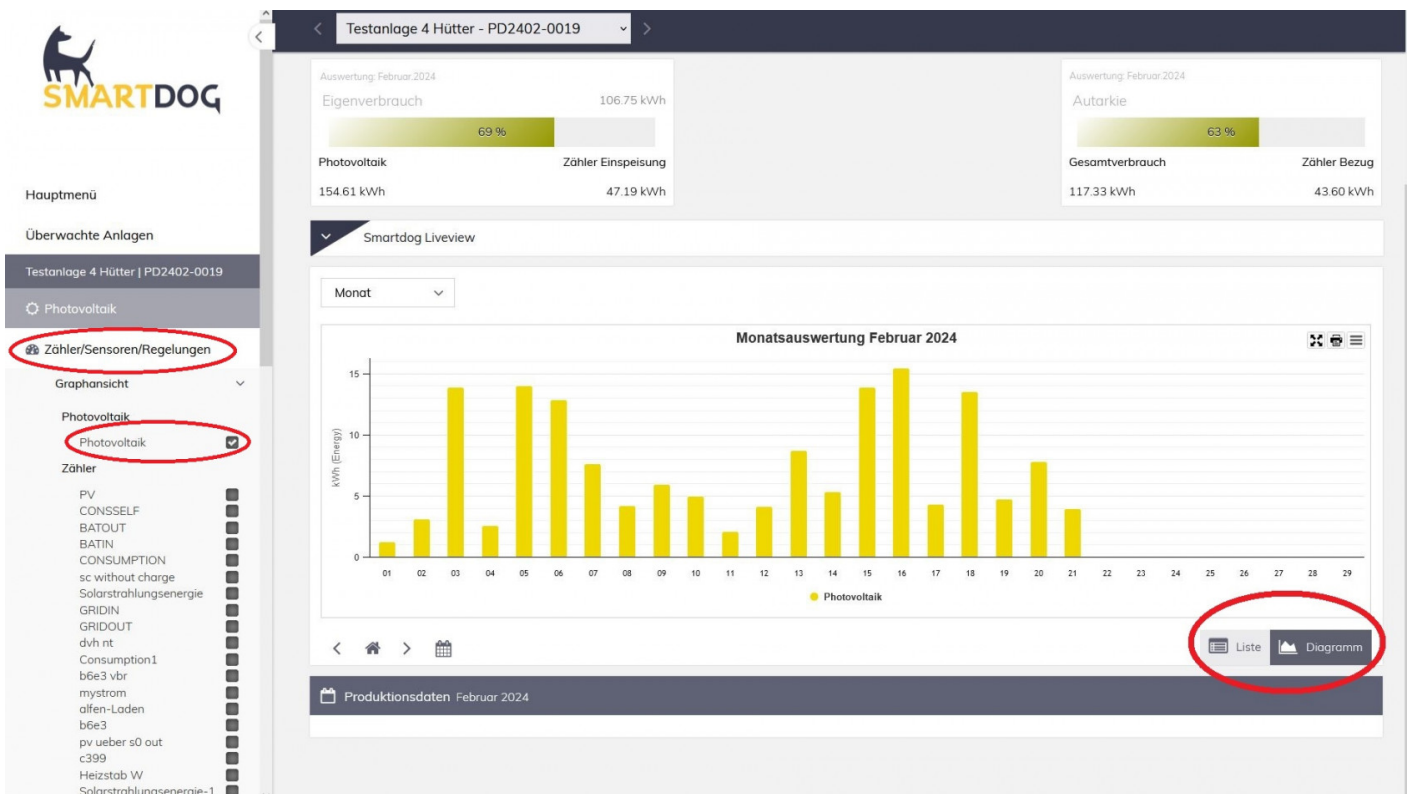 SMARTDOG
Hauptmenü
Überwachte Anlagen
Testanlage 4 Hütter | PD2402-0019
Photovoltaik
Zähler/Sensoren/Regelungen
Graphansicht
Photovoltaik
Photovoltaik
Zähler
PV
CONSSELF
BATOUT
BATIN
CONSUMPTION
sc without charge
Solarstrahlungsenergie
GRIDIN
GRIDOUT
dvh nt
Consumption1
b6e3 vbr
mystrom
alfen-Laden
b6e3
pv ueber s0 out
c399
Heizstab W
Solarstrahlungsenergie-1
Testanlage 4 Hütter - PD2402-0019
Auswertung: Februar.2024
Eigenverbrauch 106.75 kWh
69 %
Photovoltaik Zähler Einspeisung
154.61 kWh 47.19 kWh
Auswertung: Februar.2024
Autarkie
63 %
Gesamtverbrauch Zähler Bezug
117.33 kWh 43.60 kWh
Smartdog Liveview
Monat
Monatsauswertung Februar 2024
kWh (Energy)
15
10
5
0
01 02 03 04 05 06 07 08 09 10 11 12 13 14 15 16 17 18 19 20 21 22 23 24 25 26 27 28 29
Photovoltaik
Liste Diagramm
Produktionsdaten Februar 2024